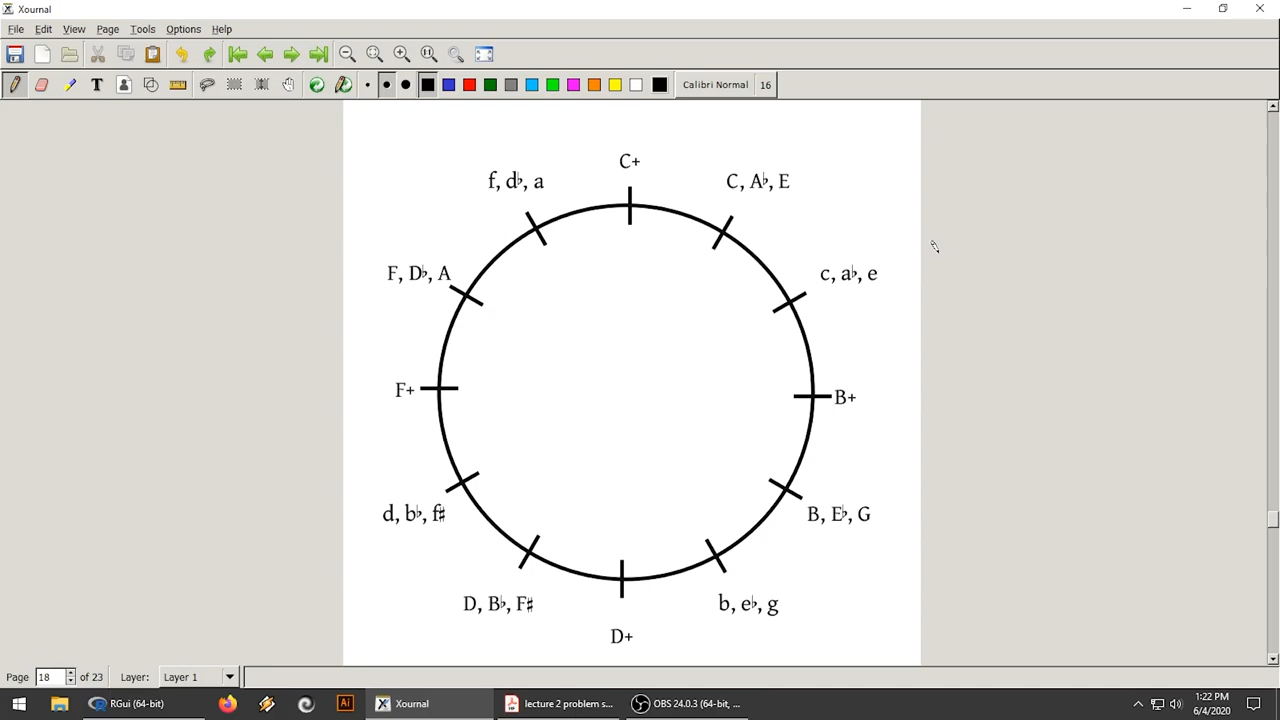 Xournal
File Edit View Page Tools Options Help
Calibri Normal 16
C+
f, d♭, a
C, A♭, E
F, D♭, A
c, a♭, e
F+
B+
d, b♭, f♯
B, E♭, G
D, B♭, F♯
b, e♭, g
D+
Page 18 of 23 Layer: Layer 1
RGui (64-bit) Xournal lecture 2 problem s... OBS 24.0.3 (64-bit, ... 1:22 PM
6/4/2020